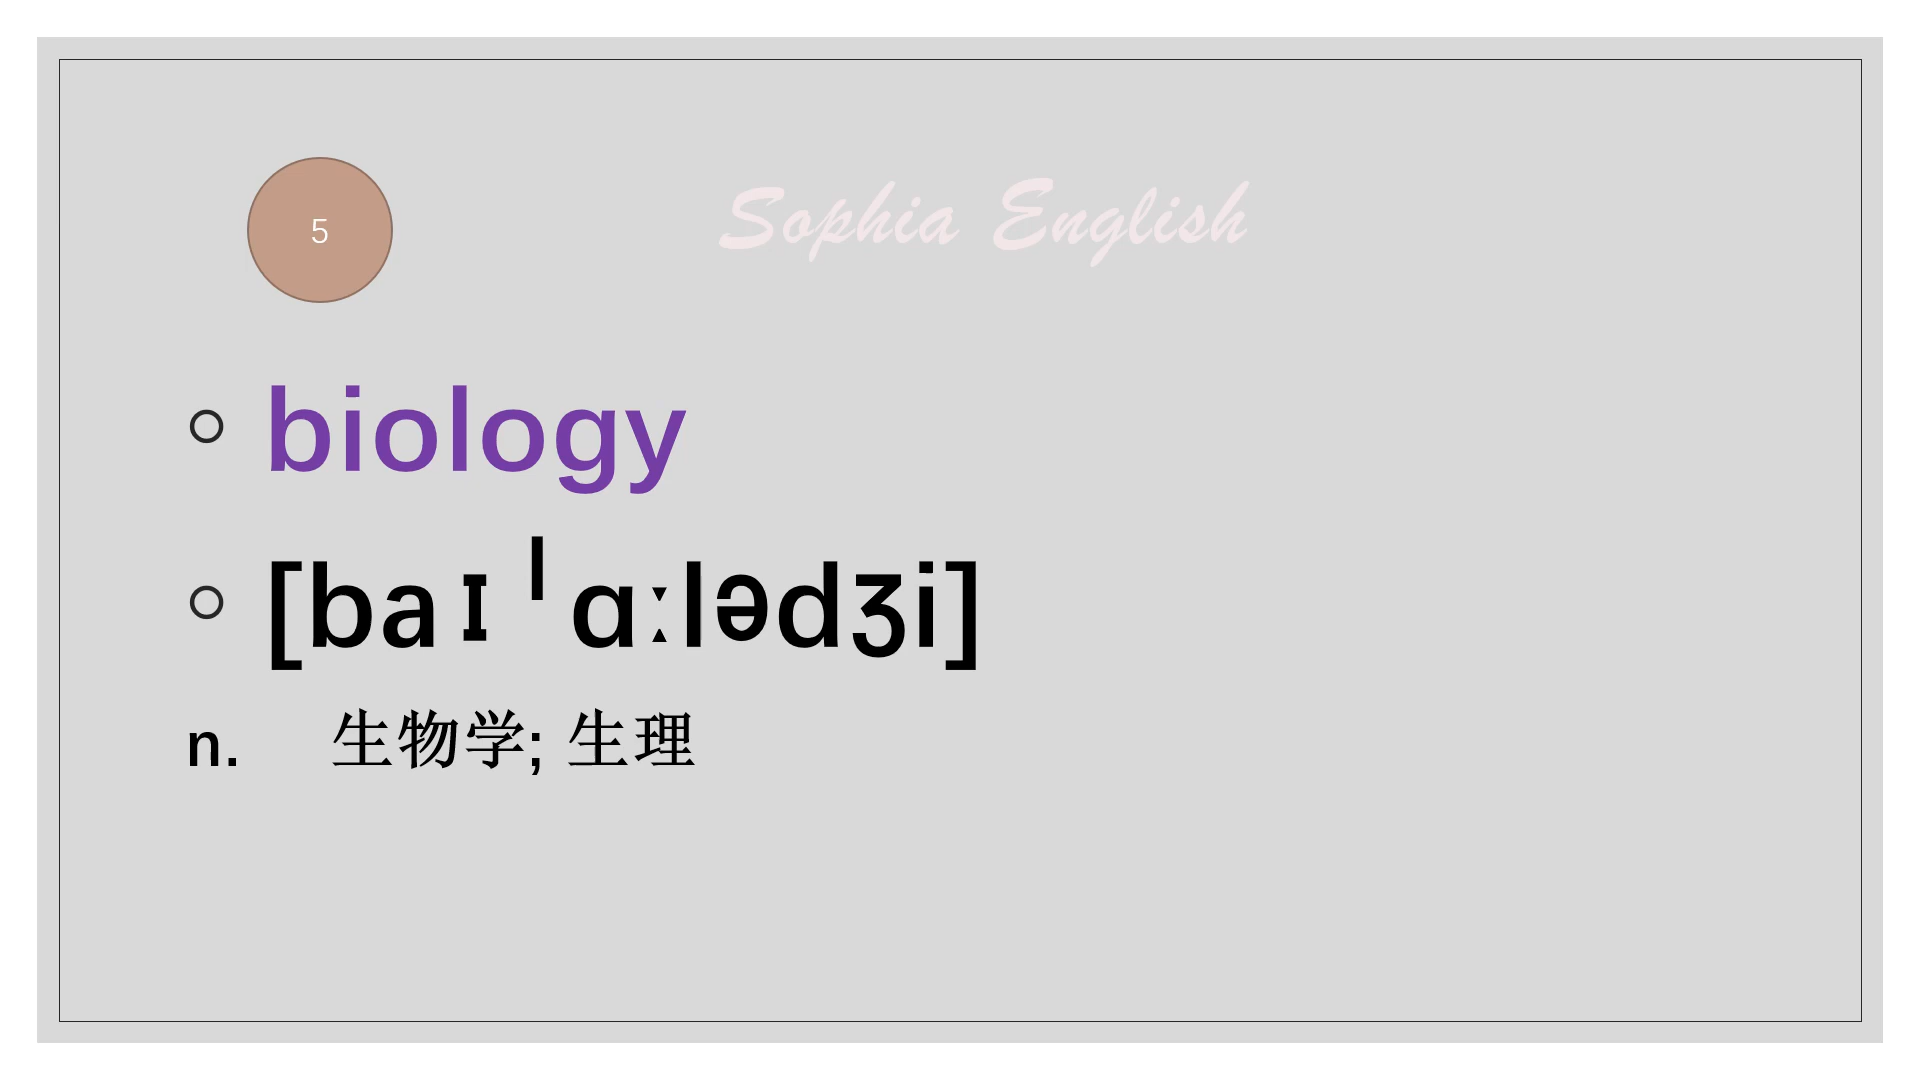 5
Sophia English
biology
[baɪˈɑːlədʒi]
n. 生物学; 生理